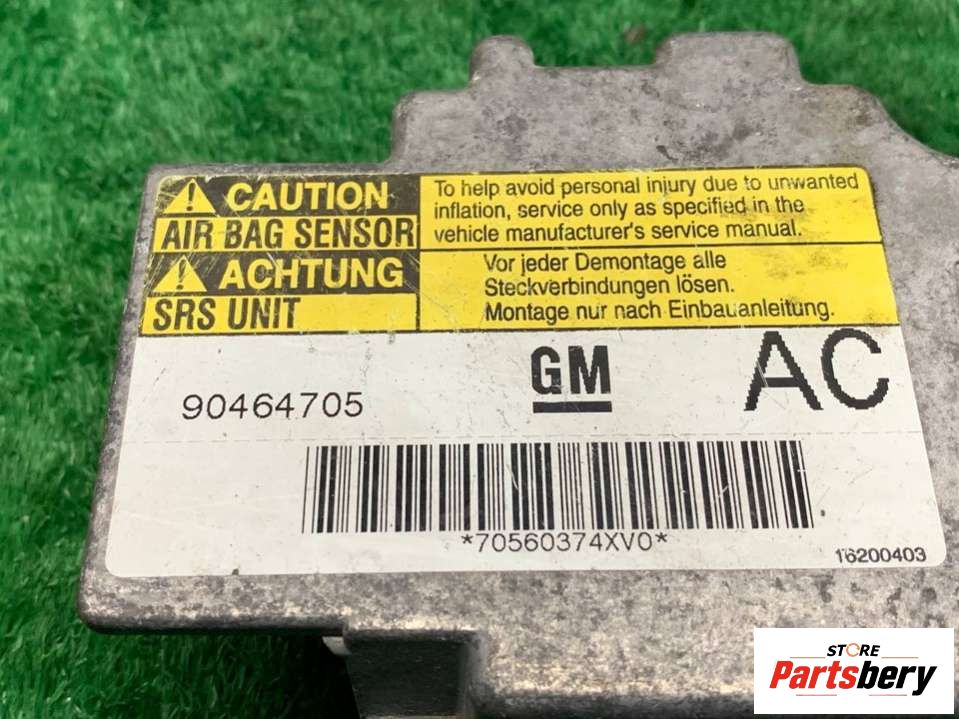 CAUTION
AIR BAG SENSOR
To help avoid personal injury due to unwanted
inflation, service only as specified in the
vehicle manufacturer's service manual.
ACHTUNG
SRS UNIT
Vor jeder Demontage alle
Steckverbindungen lösen.
Montage nur nach Einbauanleitung.
90464705
GM
AC
*70560374XV0*
16200403
STORE
Partsbery